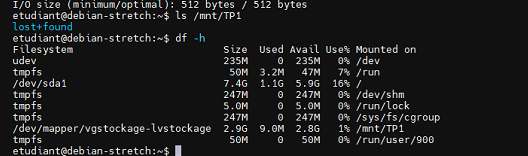 I/O size (minimum/optimal): 512 bytes / 512 bytes
etudiant@debian-stretch:~$ ls /mnt/TP1
lost+found
etudiant@debian-stretch:~$ df -h
Filesystem Size Used Avail Use% Mounted on
udev 235M 0 235M 0% /dev
tmpfs 50M 3.2M 47M 7% /run
/dev/sda1 7.4G 1.1G 5.9G 16% /
tmpfs 247M 0 247M 0% /dev/shm
tmpfs 5.0M 0 5.0M 0% /run/lock
tmpfs 247M 0 247M 0% /sys/fs/cgroup
/dev/mapper/vgstockage-lvstockage 2.9G 9.0M 2.8G 1% /mnt/TP1
tmpfs 50M 0 50M 0% /run/user/900
etudiant@debian-stretch:~$